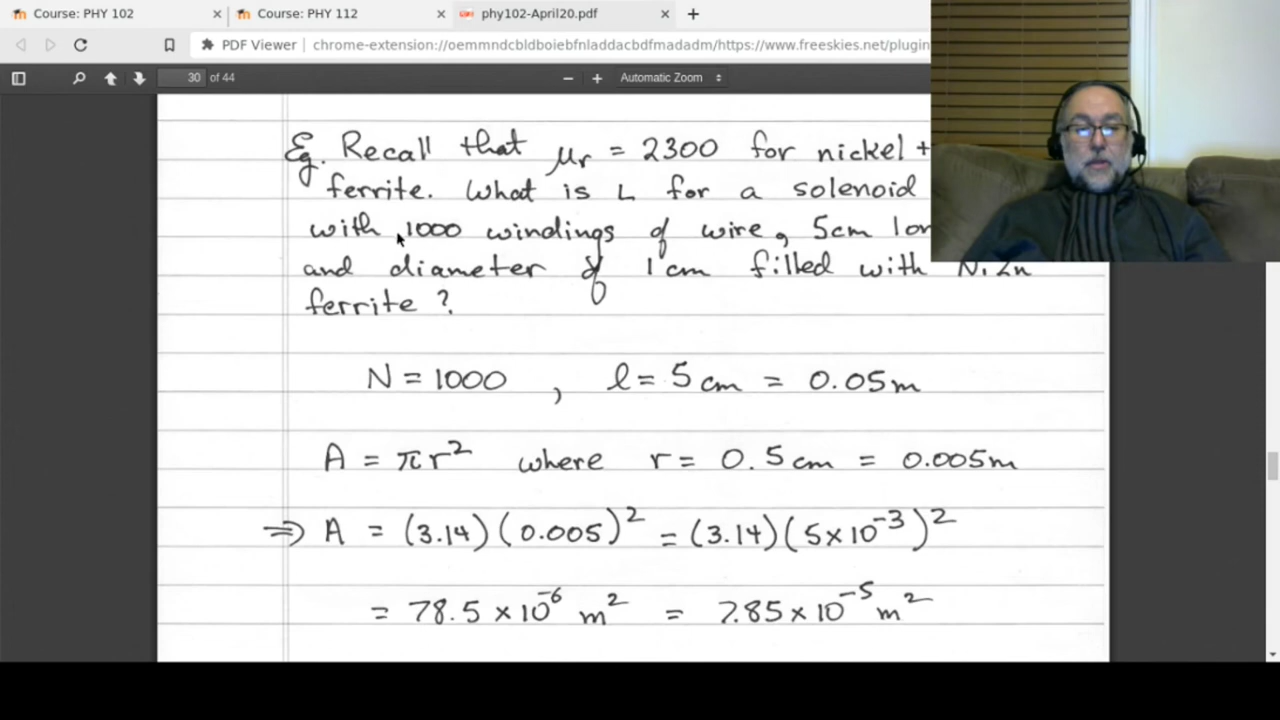 Course: PHY 102
Course: PHY 112
phy102-April20.pdf
PDF Viewer chrome-extension://oemmndcbldboiebfnladdacbdfmadadm/https://www.freeskies.net/plugin
30 of 44
Automatic Zoom
Eg. Recall that μr = 2300 for nickel +
ferrite. What is L for a solenoid
with 1000 windings of wire, 5cm
and diameter of 1 cm filled with NiZn
ferrite?
N = 1000 , l = 5 cm = 0.05m
A = πr² where r = 0.5cm = 0.005m
⇒ A = (3.14)(0.005)² = (3.14)(5×10⁻³)²
= 78.5 × 10⁻⁶ m² = 7.85 × 10⁻⁵ m²